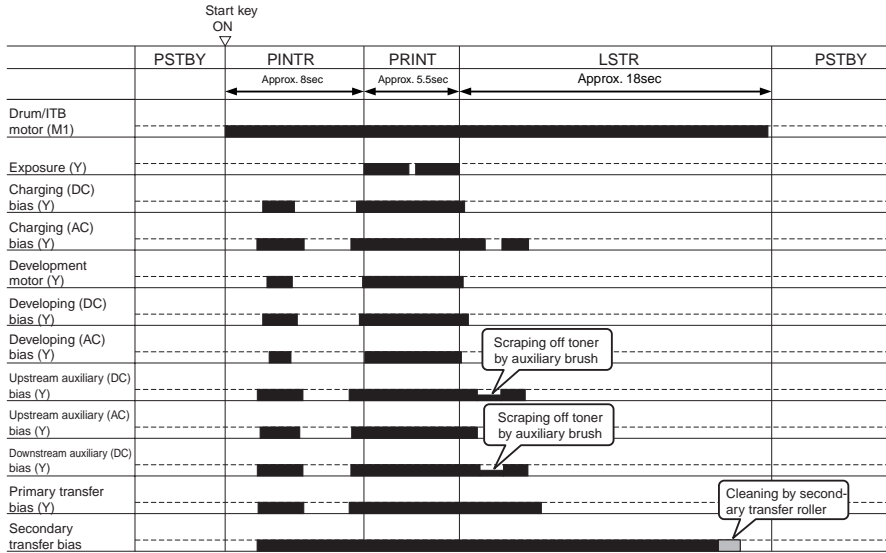 Start key
ON
PSTBY PINTR PRINT LSTR PSTBY
Approx. 8sec Approx. 5.5sec Approx. 18sec
Drum/ITB
motor (M1)
Exposure (Y)
Charging (DC)
bias (Y)
Charging (AC)
bias (Y)
Development
motor (Y)
Developing (DC)
bias (Y)
Developing (AC)
bias (Y)
Scraping off toner
by auxiliary brush
Upstream auxiliary (DC)
bias (Y)
Upstream auxiliary (AC)
bias (Y)
Scraping off toner
by auxiliary brush
Downstream auxiliary (DC)
bias (Y)
Primary transfer
bias (Y)
Cleaning by second-
ary transfer roller
Secondary
transfer bias